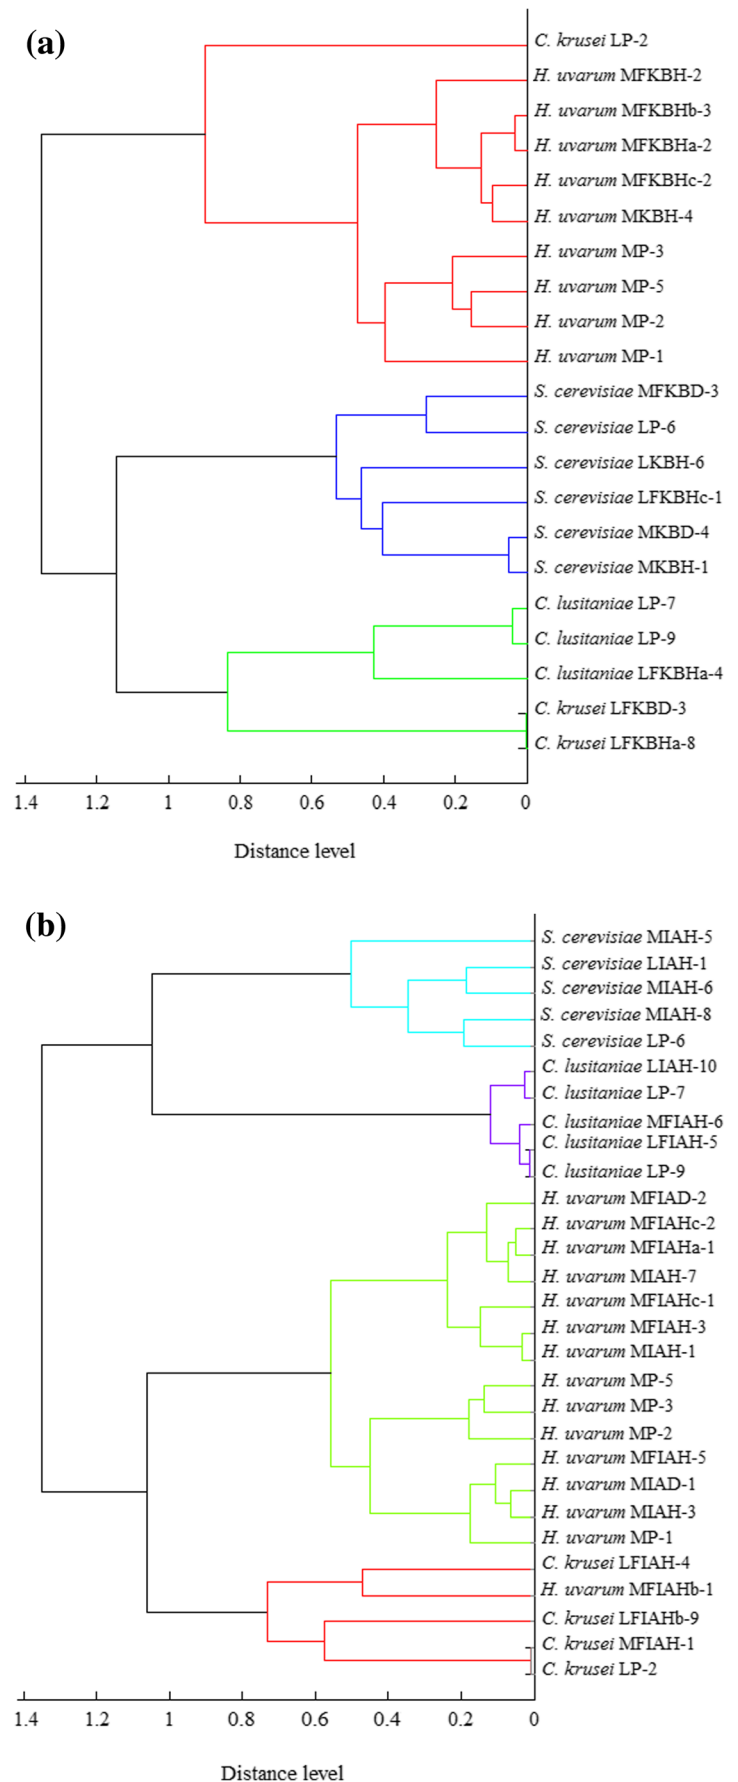 (a)
C. krusei LP-2
H. uvarum MFKBH-2
H. uvarum MFKBHb-3
H. uvarum MFKBHa-2
H. uvarum MFKBHc-2
H. uvarum MKBH-4
H. uvarum MP-3
H. uvarum MP-5
H. uvarum MP-2
H. uvarum MP-1
S. cerevisiae MFKBD-3
S. cerevisiae LP-6
S. cerevisiae LKBH-6
S. cerevisiae LFKBHc-1
S. cerevisiae MKBD-4
S. cerevisiae MKBH-1
C. lusitaniae LP-7
C. lusitaniae LP-9
C. lusitaniae LFKBHa-4
C. krusei LFKBD-3
C. krusei LFKBHa-8
1.4 1.2 1 0.8 0.6 0.4 0.2 0
Distance level
(b)
S. cerevisiae MIAH-5
S. cerevisiae LIAH-1
S. cerevisiae MIAH-6
S. cerevisiae MIAH-8
S. cerevisiae LP-6
C. lusitaniae LIAH-10
C. lusitaniae LP-7
C. lusitaniae MFIAH-6
C. lusitaniae LFIAH-5
C. lusitaniae LP-9
H. uvarum MFIAD-2
H. uvarum MFIAHc-2
H. uvarum MFIAHa-1
H. uvarum MIAH-7
H. uvarum MFIAHc-1
H. uvarum MFIAH-3
H. uvarum MIAH-1
H. uvarum MP-5
H. uvarum MP-3
H. uvarum MP-2
H. uvarum MFIAH-5
H. uvarum MIAD-1
H. uvarum MIAH-3
H. uvarum MP-1
C. krusei LFIAH-4
H. uvarum MFIAHb-1
C. krusei LFIAHb-9
C. krusei MFIAH-1
C. krusei LP-2
1.4 1.2 1 0.8 0.6 0.4 0.2 0
Distance level